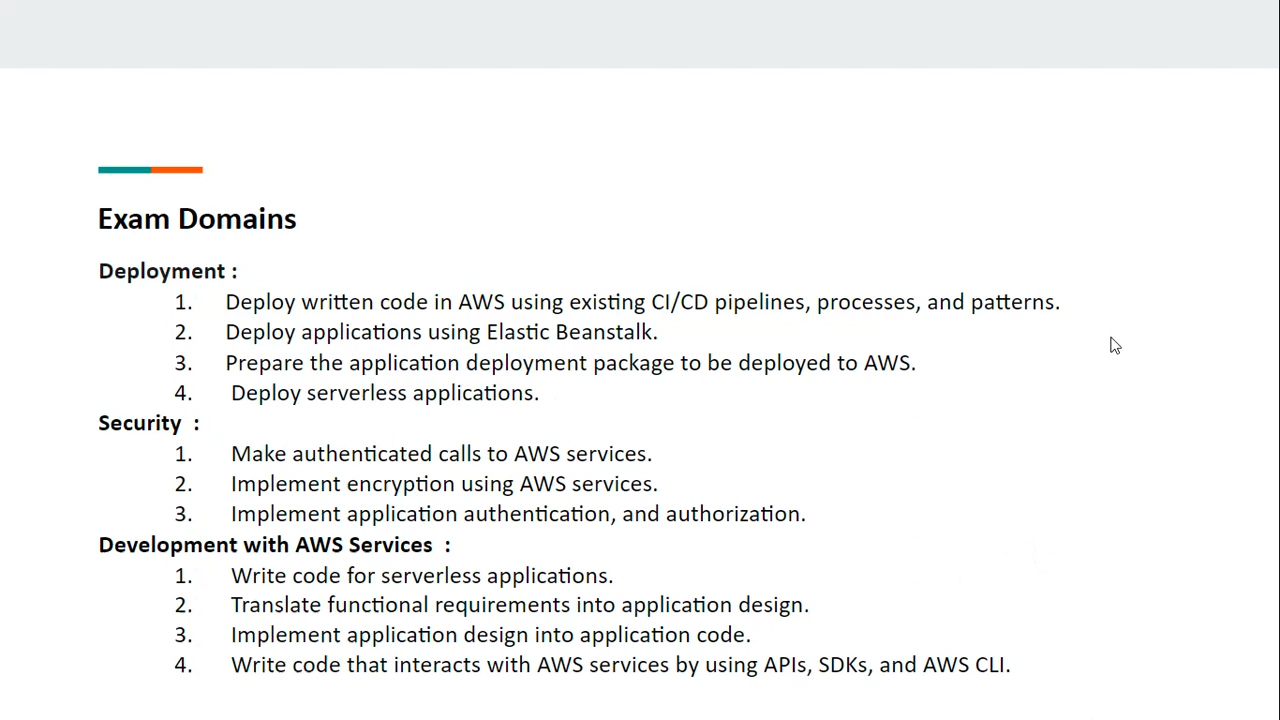 Exam Domains
Deployment :
1. Deploy written code in AWS using existing CI/CD pipelines, processes, and patterns.
2. Deploy applications using Elastic Beanstalk.
3. Prepare the application deployment package to be deployed to AWS.
4. Deploy serverless applications.
Security :
1. Make authenticated calls to AWS services.
2. Implement encryption using AWS services.
3. Implement application authentication, and authorization.
Development with AWS Services :
1. Write code for serverless applications.
2. Translate functional requirements into application design.
3. Implement application design into application code.
4. Write code that interacts with AWS services by using APIs, SDKs, and AWS CLI.